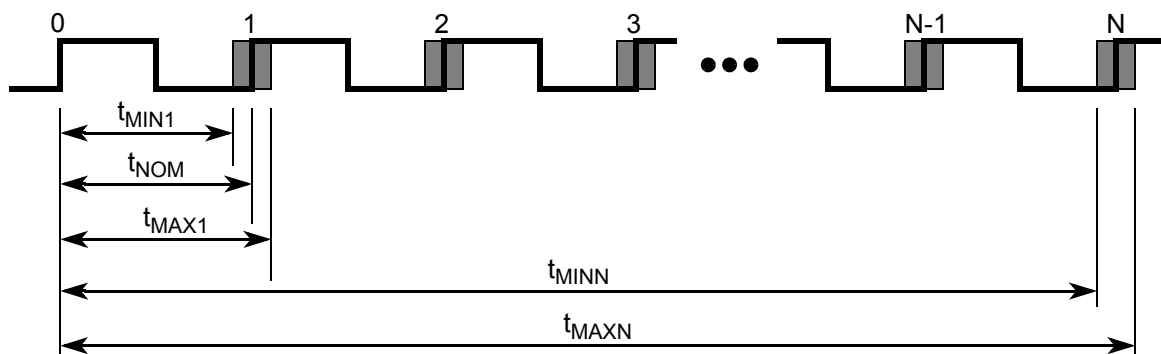 0 1 2 3 N-1 N
tMIN1
tNOM
tMAX1
tMINN
tMAXN